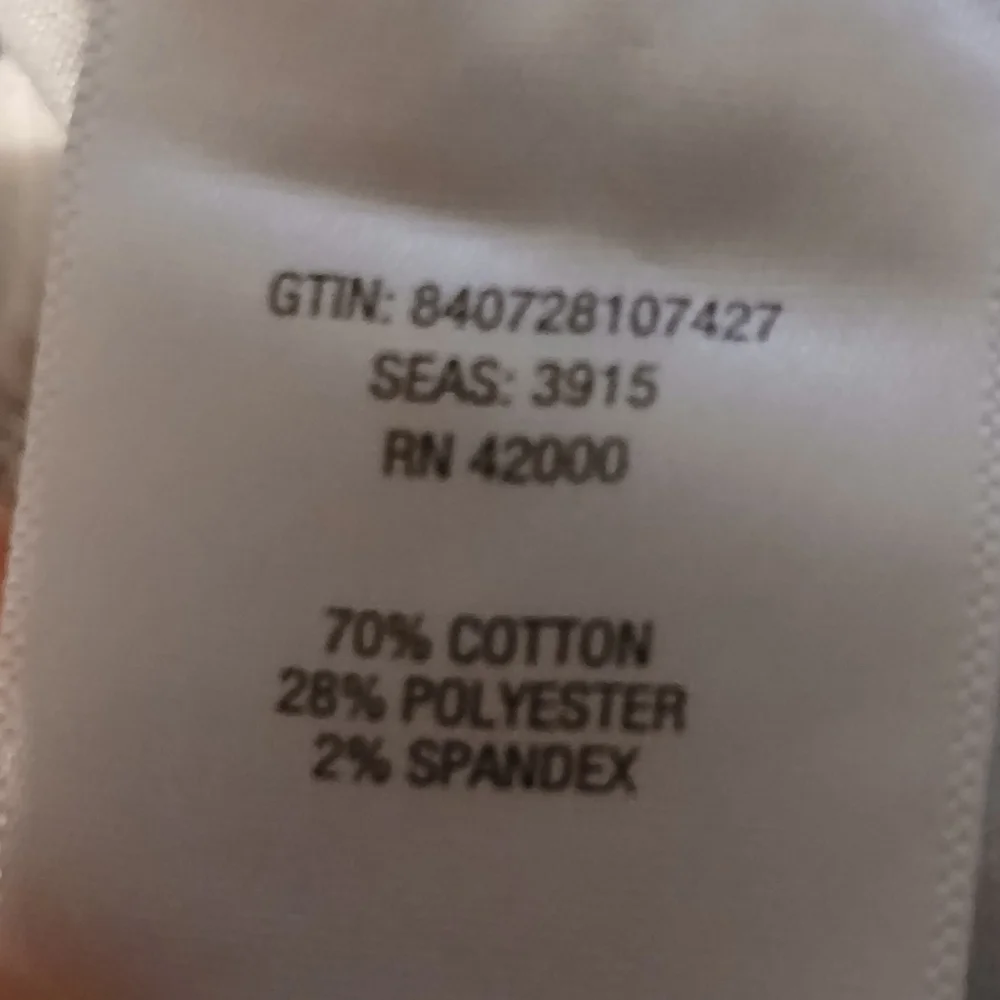 GTIN: 840728107427
SEAS: 3915
RN 42000
70% COTTON
28% POLYESTER
2% SPANDEX